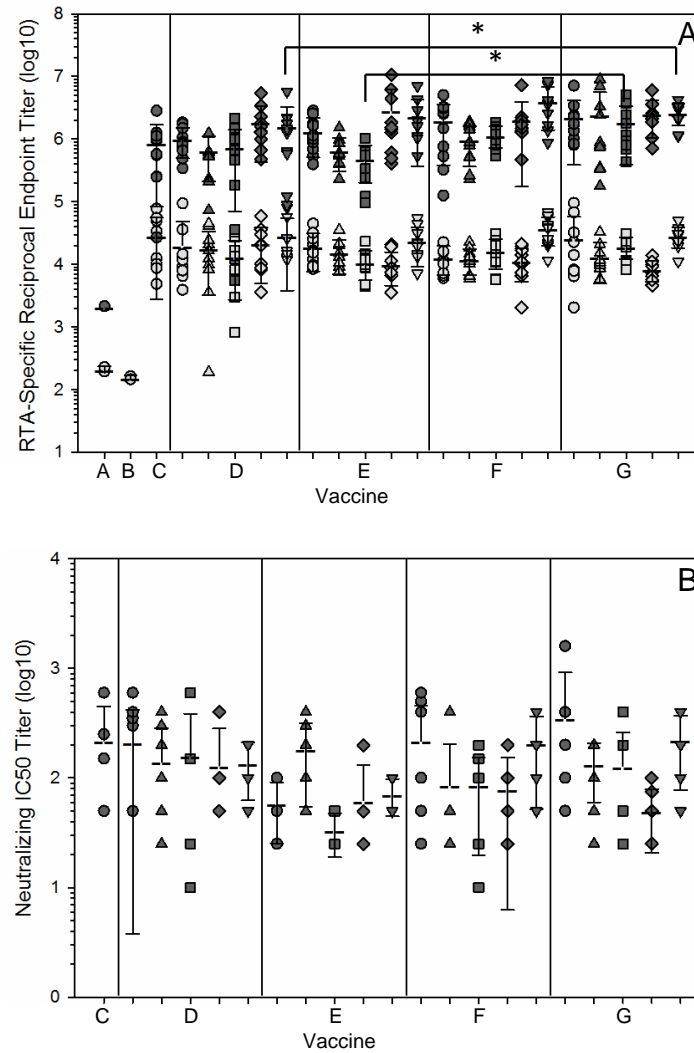 A
RTA-Specific Reciprocal Endpoint Titer (log10)
8
7
6
5
4
3
2
1
*
*
A B C D E F G
Vaccine
B
Neutralizing IC50 Titer (log10)
4
3
2
1
0
C D E F G
Vaccine